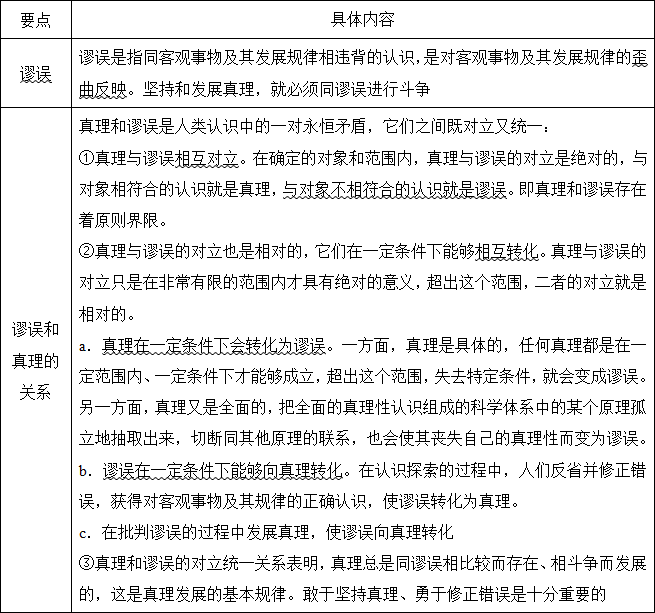 要点
具体内容
谬误
谬误是指同客观事物及其发展规律相违背的认识，是对客观事物及其发展规律的歪
曲反映。坚持和发展真理，就必须同谬误进行斗争
谬误和
真理的
关系
真理和谬误是人类认识中的一对永恒矛盾，它们之间既对立又统一：
①真理与谬误相互对立。在确定的对象和范围内，真理与谬误的对立是绝对的，与
对象相符合的认识就是真理，与对象不相符合的认识就是谬误。即真理和谬误存在
着原则界限。
②真理与谬误的对立也是相对的，它们在一定条件下能够相互转化。真理与谬误的
对立只是在非常有限的范围内才具有绝对的意义，超出这个范围，二者的对立就是
相对的。
a．真理在一定条件下会转化为谬误。一方面，真理是具体的，任何真理都是在一
定范围内、一定条件下才能够成立，超出这个范围，失去特定条件，就会变成谬误。
另一方面，真理又是全面的，把全面的真理性认识组成的科学体系中的某个原理孤
立地抽取出来，切断同其他原理的联系，也会使其丧失自己的真理性而变为谬误。
b．谬误在一定条件下能够向真理转化。在认识探索的过程中，人们反省并修正错
误，获得对客观事物及其规律的正确认识，使谬误转化为真理。
c．在批判谬误的过程中发展真理，使谬误向真理转化
③真理和谬误的对立统一关系表明，真理总是同谬误相比较而存在、相斗争而发展
的，这是真理发展的基本规律。敢于坚持真理、勇于修正错误是十分重要的